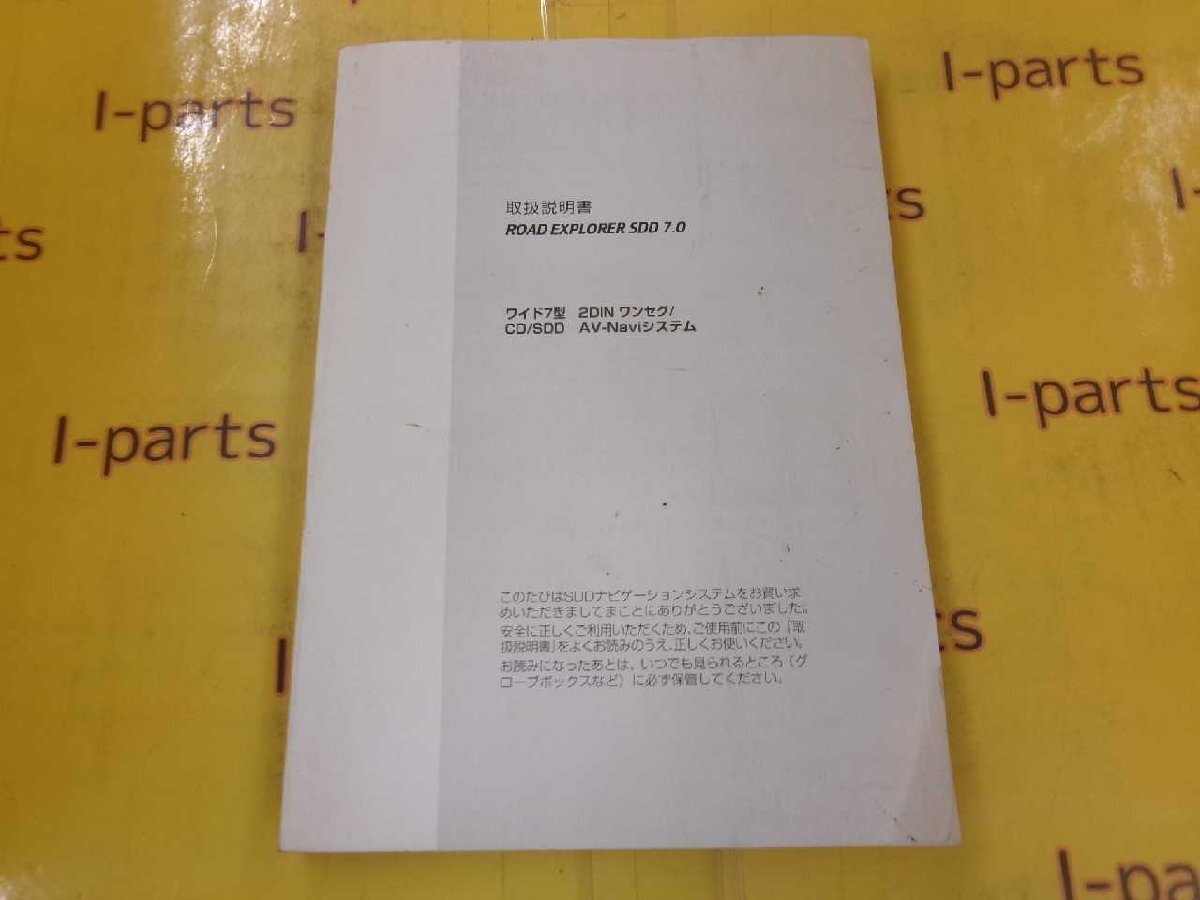 I-parts
I-parts
s
I-
s
I-
取扱説明書
ROAD EXPLORER SDD 7.0
ワイド7型 2DIN ワンセグ/
CD/SDD AV-Naviシステム
I-parts
I-parts
このたびはSDDナビゲーションシステムをお買い求
めいただきましてまことにありがとうございました。
安全に正しくご利用いただくため、ご使用前にこの「取
扱説明書」をよくお読みのうえ、正しくお使いください。
お読みになったあとは、いつでも見られるところ（グ
ローブボックスなど）に必ず保管してください。
s
I-pa